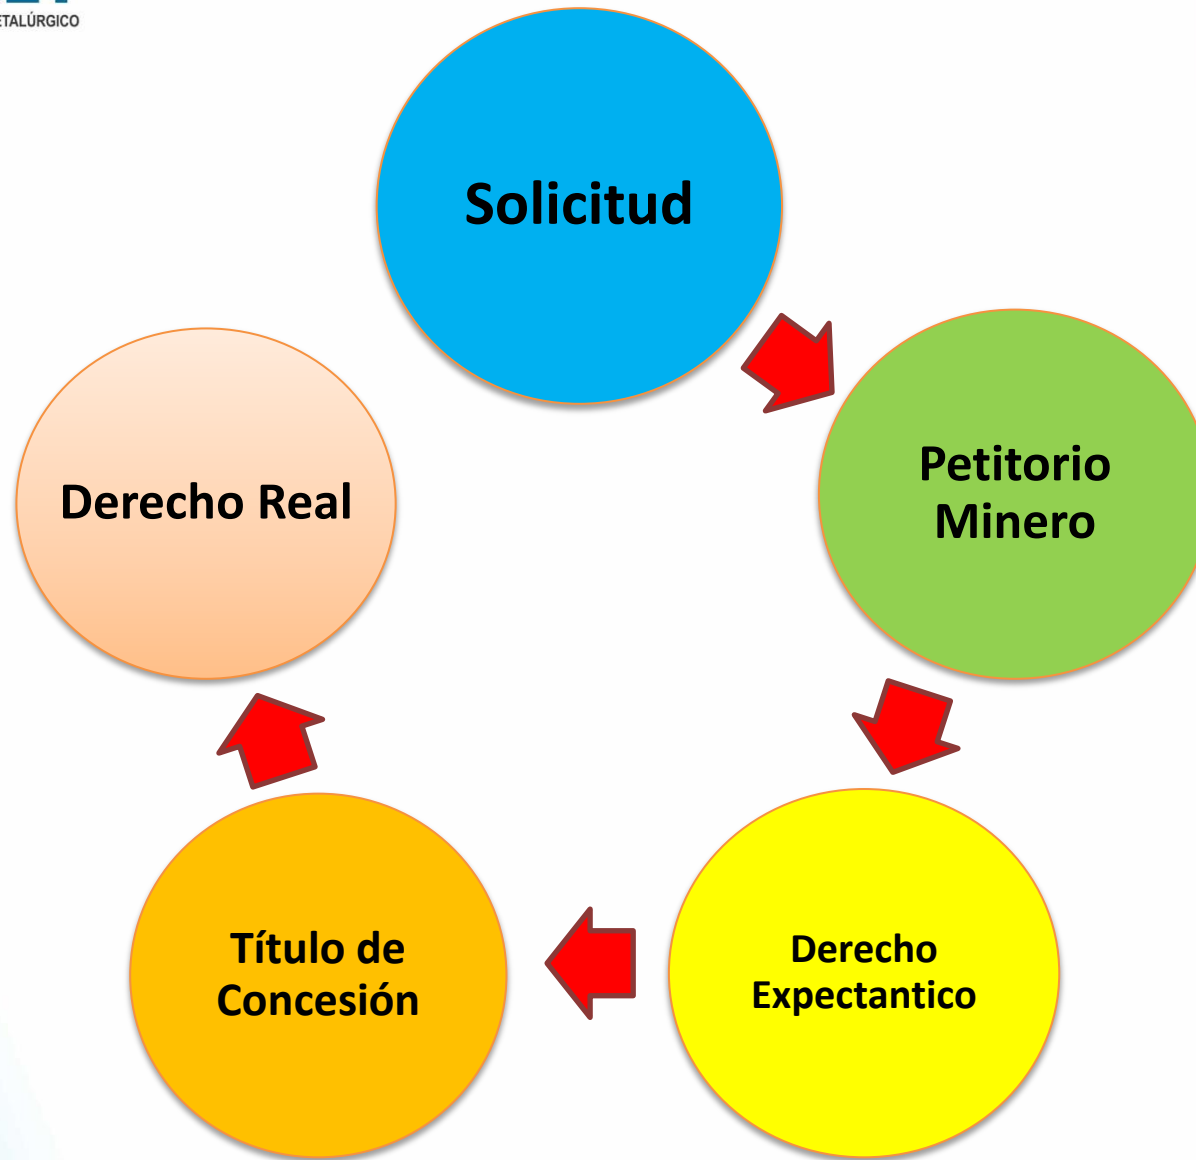 ETALÚRGICO
Solicitud
Petitorio
Minero
Derecho
Expectantico
Título de
Concesión
Derecho Real